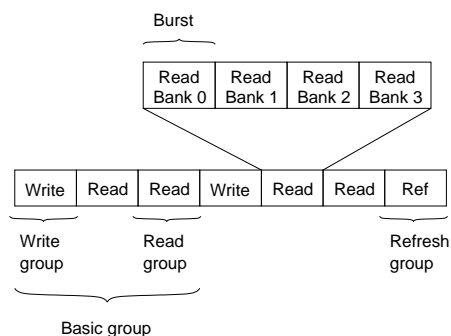 Burst
Read Read Read Read
Bank 0 Bank 1 Bank 2 Bank 3
Write Read Read Write Read Read Ref
Write Read Refresh
group group group
Basic group